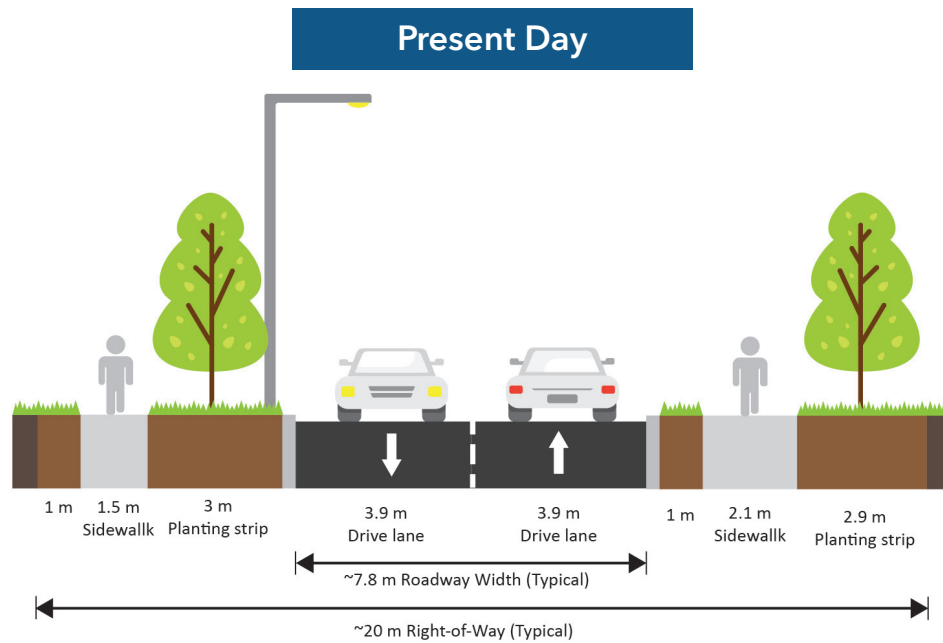 Present Day
1 m
1.5 m
Sidewallk
3 m
Planting strip
3.9 m
Drive lane
3.9 m
Drive lane
1 m
2.1 m
Sidewallk
2.9 m
Planting strip
~7.8 m Roadway Width (Typical)
~20 m Right-of-Way (Typical)